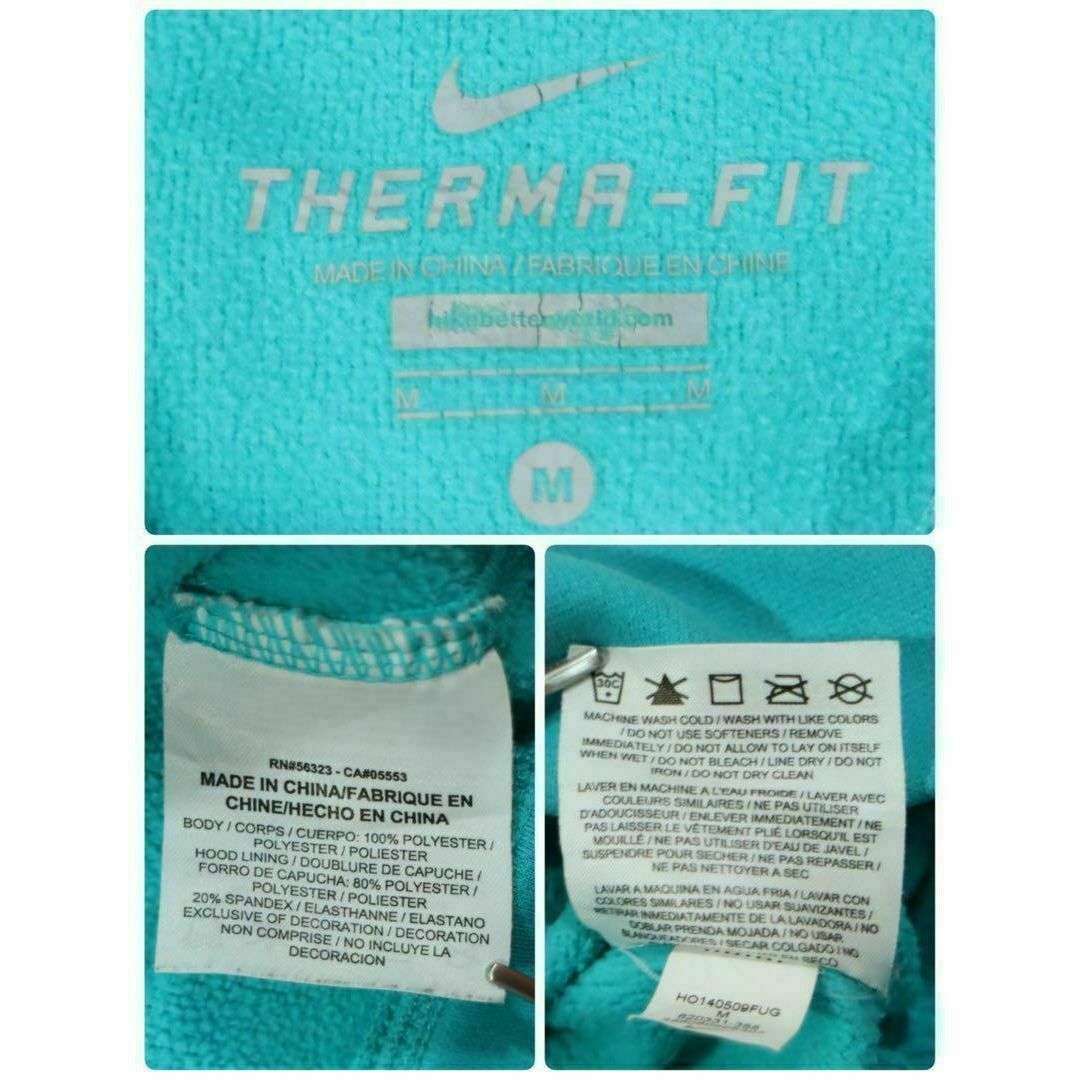 THERMA-FIT
MADE IN CHINA / FABRIQUE EN CHINE
nikebetterworld.com
M M M
M
RN#56323 - CA#05553
MADE IN CHINA/FABRIQUE EN
CHINE/HECHO EN CHINA
BODY / CORPS / CUERPO: 100% POLYESTER /
POLYESTER / POLIESTER
HOOD LINING / DOUBLURE DE CAPUCHE /
FORRO DE CAPUCHA: 80% POLYESTER /
POLYESTER / POLIESTER
20% SPANDEX / ELASTHANNE / ELASTANO
EXCLUSIVE OF DECORATION / DECORATION
NON COMPRISE / NO INCLUYE LA
DECORACION
30C
MACHINE WASH COLD / WASH WITH LIKE COLORS
/ DO NOT USE SOFTENERS / REMOVE
IMMEDIATELY / DO NOT ALLOW TO LAY ON ITSELF
WHEN WET / DO NOT BLEACH / LINE DRY / DO NOT
IRON / DO NOT DRY CLEAN
LAVER EN MACHINE A L'EAU FROIDE / LAVER AVEC
COULEURS SIMILAIRES / NE PAS UTILISER
D'ADOUCISSEUR / ENLEVER IMMEDIATEMENT / NE
PAS LAISSER LE VÊTEMENT PLIÉ LORSQU'IL EST
MOUILLÉ / NE PAS UTILISER D'EAU DE JAVEL /
SUSPENDRE POUR SECHER / NE PAS REPASSER /
NE PAS NETTOYER A SEC
LAVAR A MAQUINA EN AGUA FRIA / LAVAR CON
COLORES SIMILARES / NO USAR SUAVIZANTES /
RETIRAR INMEDIATAMENTE DE LA LAVADORA / NO
DOBLAR PRENDA MOJADA / NO USAR
BLANQUEADORES / SECAR COLGADO / NO
EN SECO
HO140509FUG
M